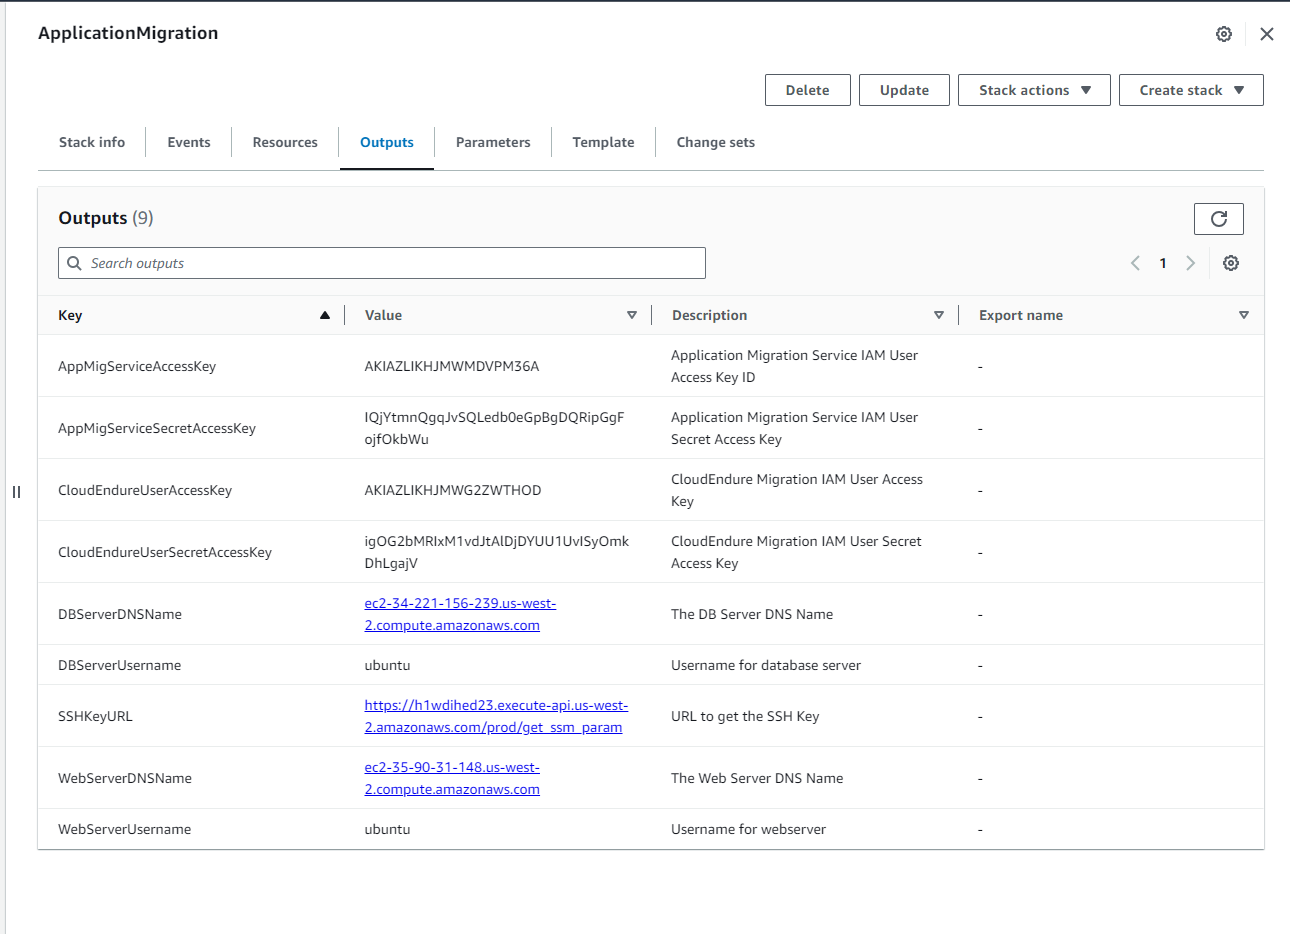 ApplicationMigration
Delete
Update
Stack actions
Create stack
Stack info
Events
Resources
Outputs
Parameters
Template
Change sets
Outputs (9)
Search outputs
1
Key
Value
Description
Export name
AppMigServiceAccessKey
AKIAZLIKHJMWMDVPM36A
Application Migration Service IAM User
Access Key ID
-
AppMigServiceSecretAccessKey
IQjYtmnQgqJvSQLedb0eGpBgDQRipGgF
ojfOkbWu
Application Migration Service IAM User
Secret Access Key
-
CloudEndureUserAccessKey
AKIAZLIKHJMWG2ZWTHOD
CloudEndure Migration IAM User Access
Key
-
CloudEndureUserSecretAccessKey
igOG2bMRIxM1vdJtAlDjDYUU1UvISyOmk
DhLgajV
CloudEndure Migration IAM User Secret
Access Key
-
DBServerDNSName
ec2-34-221-156-239.us-west-
2.compute.amazonaws.com
The DB Server DNS Name
-
DBServerUsername
ubuntu
Username for database server
-
SSHKeyURL
https://h1wdihed23.execute-api.us-west-
2.amazonaws.com/prod/get_ssm_param
URL to get the SSH Key
-
WebServerDNSName
ec2-35-90-31-148.us-west-
2.compute.amazonaws.com
The Web Server DNS Name
-
WebServerUsername
ubuntu
Username for webserver
-